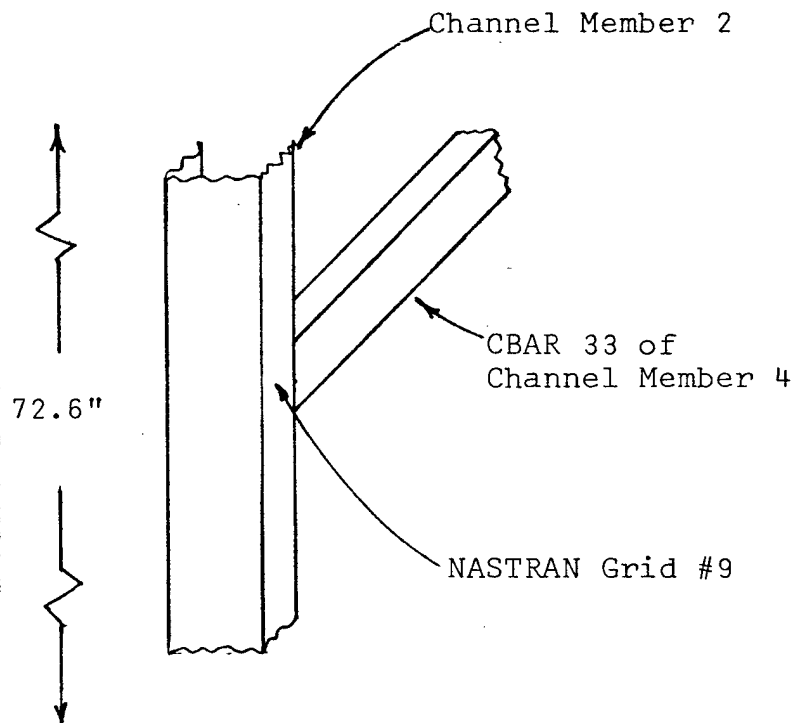 Channel Member 2
CBAR 33 of
Channel Member 4
72.6"
NASTRAN Grid #9